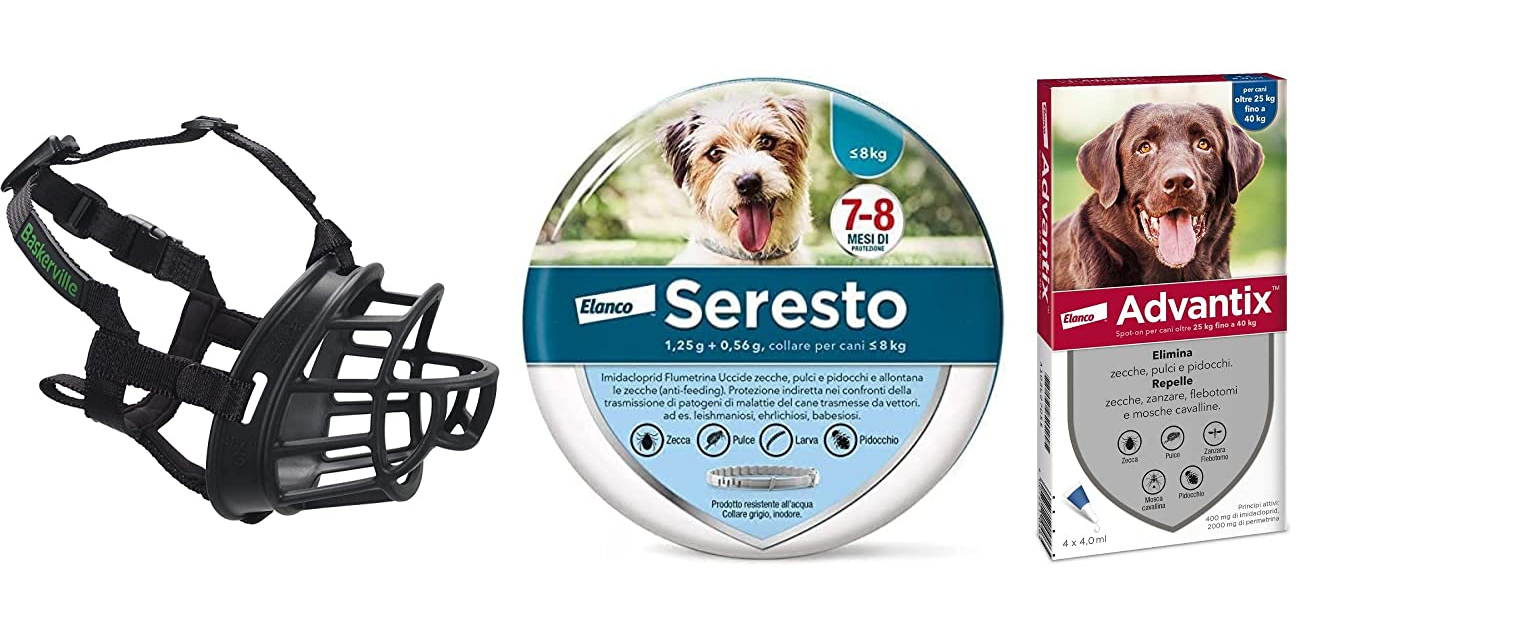 Baskerville
≤8kg
7-8
MESI DI
PROTEZIONE
Elanco
Seresto
1,25 g + 0,56 g, collare per cani ≤ 8 kg
Imidacloprid Flumetrina Uccide zecche, pulci e pidocchi e allontana
le zecche (anti-feeding). Protezione indiretta nei confronti della
trasmissione di patogeni di malattie del cane trasmesse da vettori.
ad es. leishmaniosi, ehrlichiosi, babesiosi.
Zecca Pulce Larva Pidocchio
Prodotto resistente all'acqua
Collare grigio, inodore.
per cani
oltre 25 kg
fino a
40 kg
Elanco
Advantix
Elanco
Advantix™
Spot-on per cani oltre 25 kg fino a 40 kg
Elimina
zecche, pulci e pidocchi.
Repelle
zecche, zanzare, flebotomi
e mosche cavalline.
Zecca
Pulce
Zanzara
Flebotomo
Mosca
cavallina
Pidocchio
Principi attivi:
400 mg di imidacloprid,
2000 mg di permetrina
4 x 4,0 ml